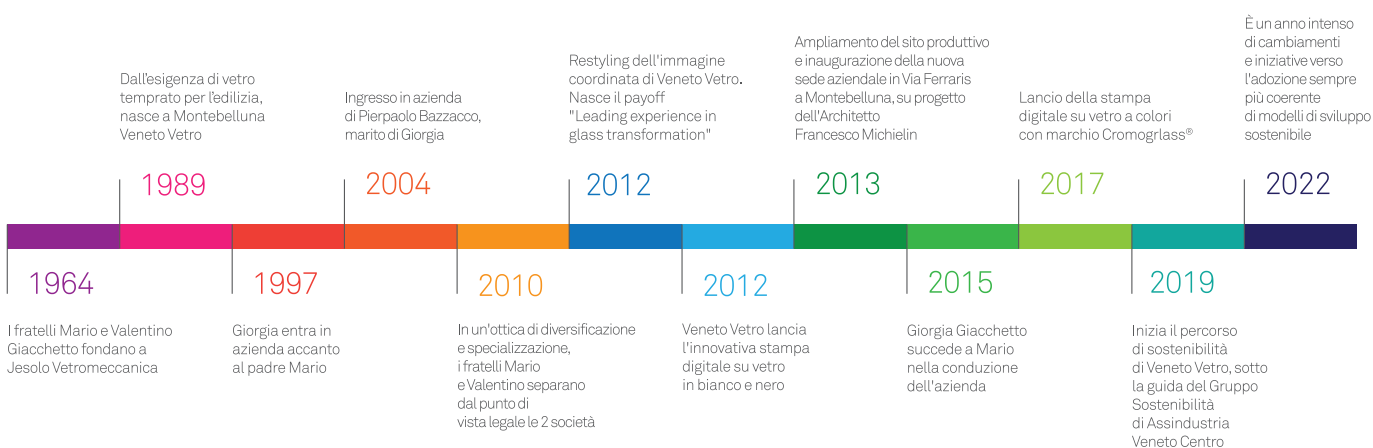 1964
I fratelli Mario e Valentino
Giacchetto fondano a
Jesolo Vetromeccanica
Dall'esigenza di vetro
temprato per l'edilizia,
nasce a Montebelluna
Veneto Vetro
1989
1997
Giorgia entra in
azienda accanto
al padre Mario
Ingresso in azienda
di Pierpaolo Bazzacco,
marito di Giorgia
2004
2010
In un'ottica di diversificazione
e specializzazione,
i fratelli Mario
e Valentino separano
dal punto di
vista legale le 2 società
Restyling dell'immagine
coordinata di Veneto Vetro.
Nasce il payoff
"Leading experience in
glass transformation"
2012
2012
Veneto Vetro lancia
l'innovativa stampa
digitale su vetro
in bianco e nero
Ampliamento del sito produttivo
e inaugurazione della nuova
sede aziendale in Via Ferraris
a Montebelluna, su progetto
dell'Architetto
Francesco Michielin
2013
2015
Giorgia Giacchetto
succede a Mario
nella conduzione
dell'azienda
Lancio della stampa
digitale su vetro a colori
con marchio Cromogrlass®
2017
2019
Inizia il percorso
di sostenibilità
di Veneto Vetro, sotto
la guida del Gruppo
Sostenibilità
di Assindustria
Veneto Centro
È un anno intenso
di cambiamenti
e iniziative verso
l'adozione sempre
più coerente
di modelli di sviluppo
sostenibile
2022